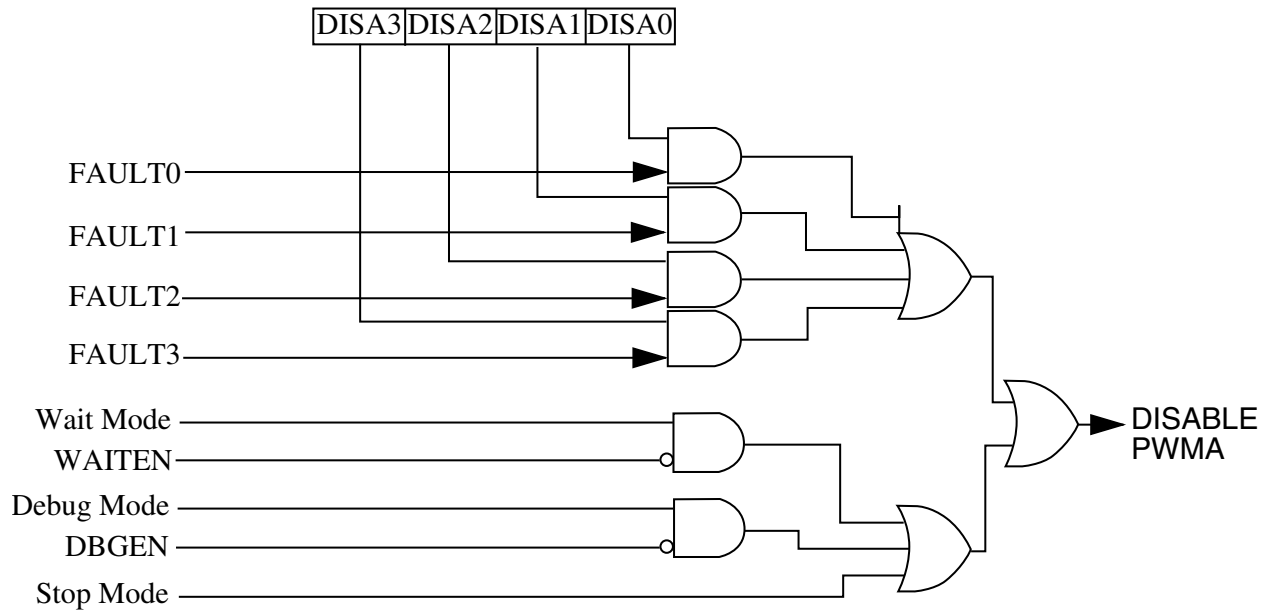 DISA3 DISA2 DISA1 DISA0
FAULT0
FAULT1
FAULT2
FAULT3
Wait Mode
WAITEN
Debug Mode
DBGEN
Stop Mode
DISABLE
PWMA